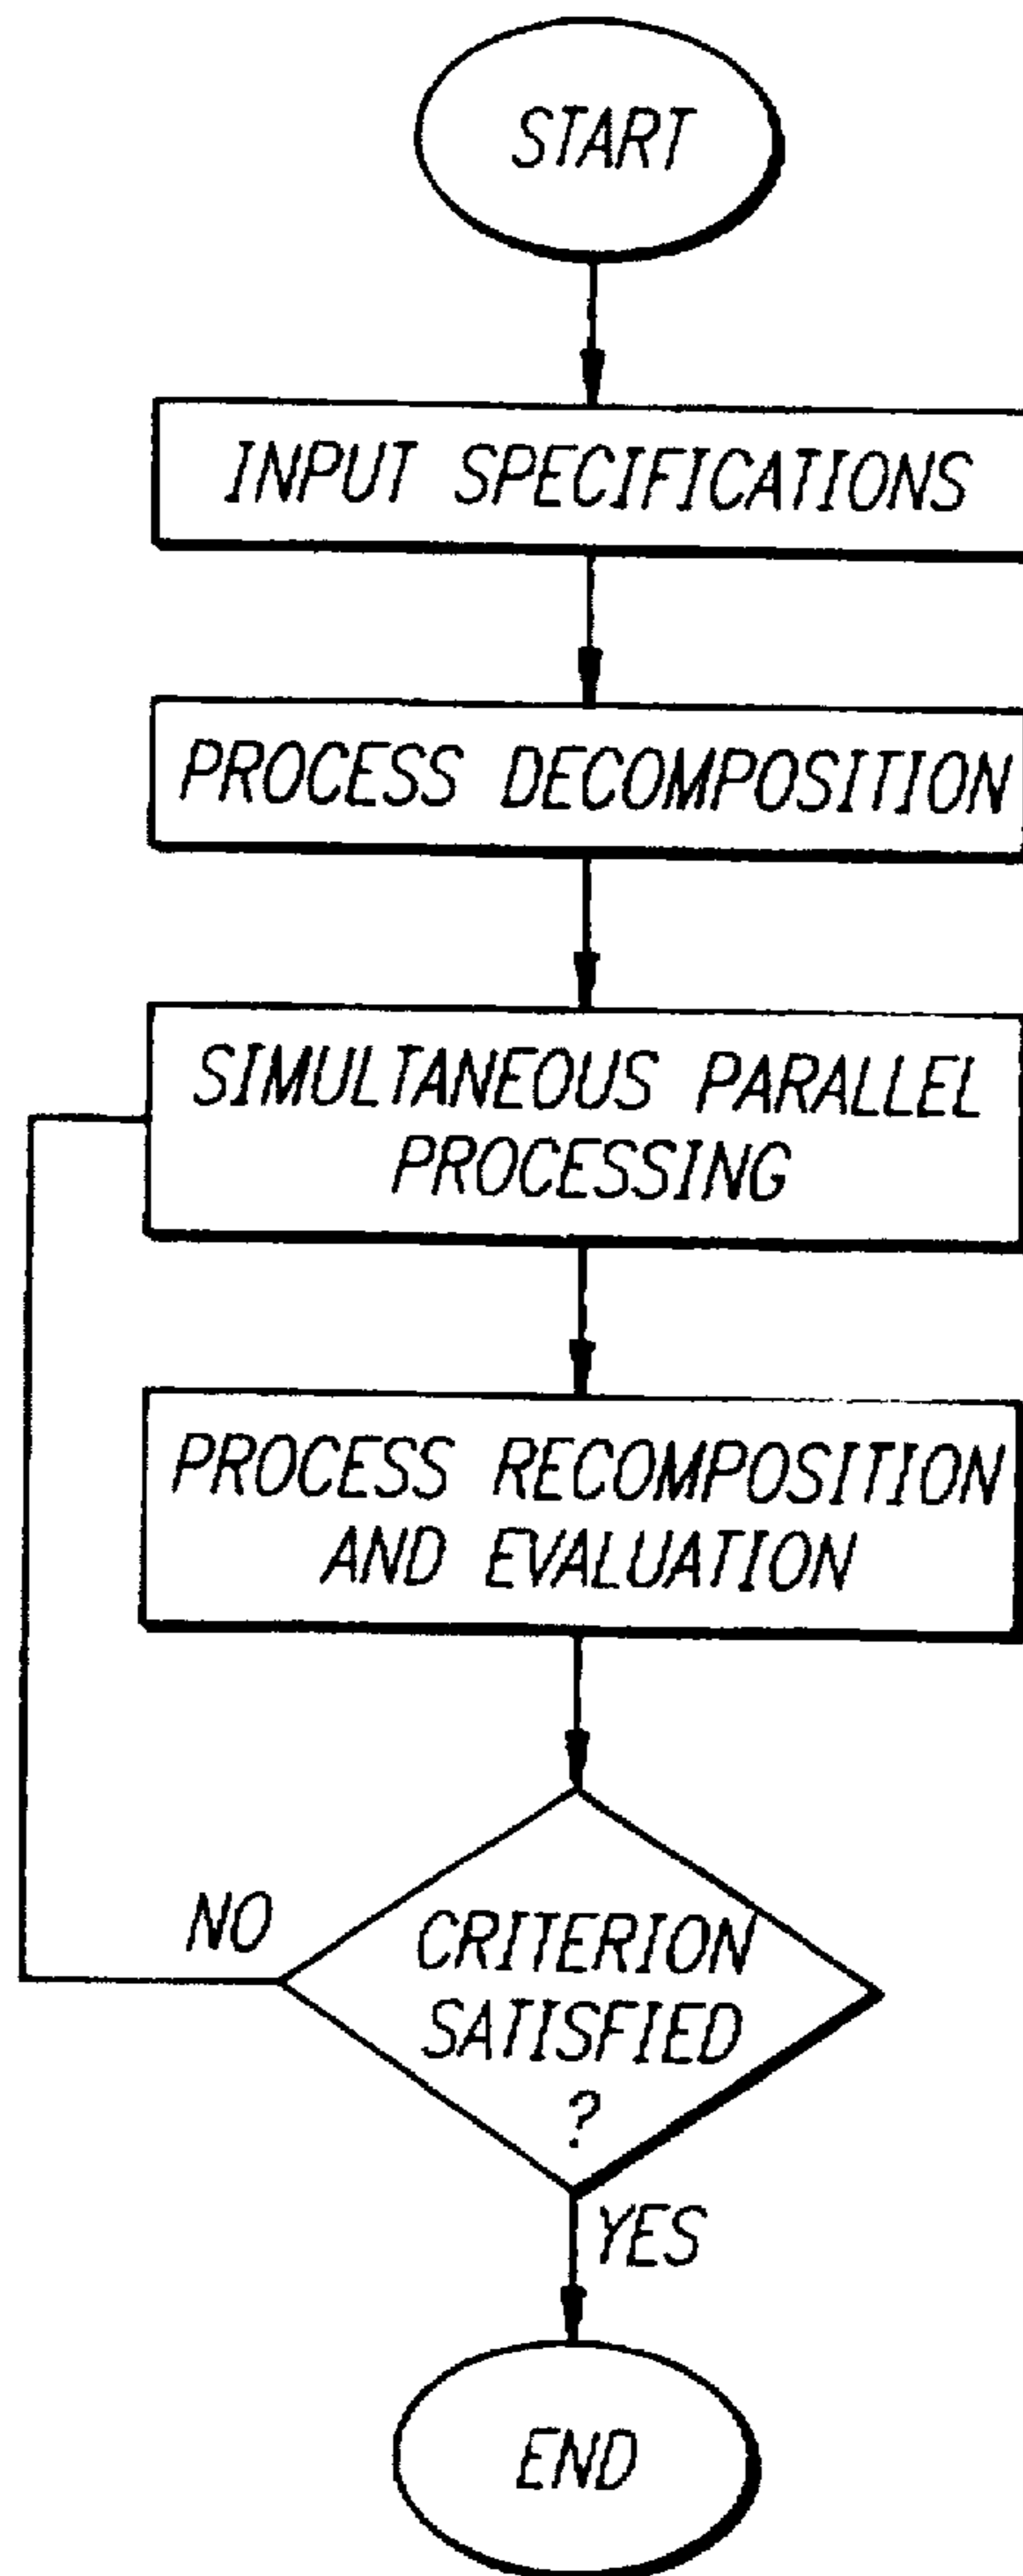 START
INPUT SPECIFICATIONS
PROCESS DECOMPOSITION
SIMULTANEOUS PARALLEL
PROCESSING
PROCESS RECOMPOSITION
AND EVALUATION
NO
CRITERION
SATISFIED
?
YES
END